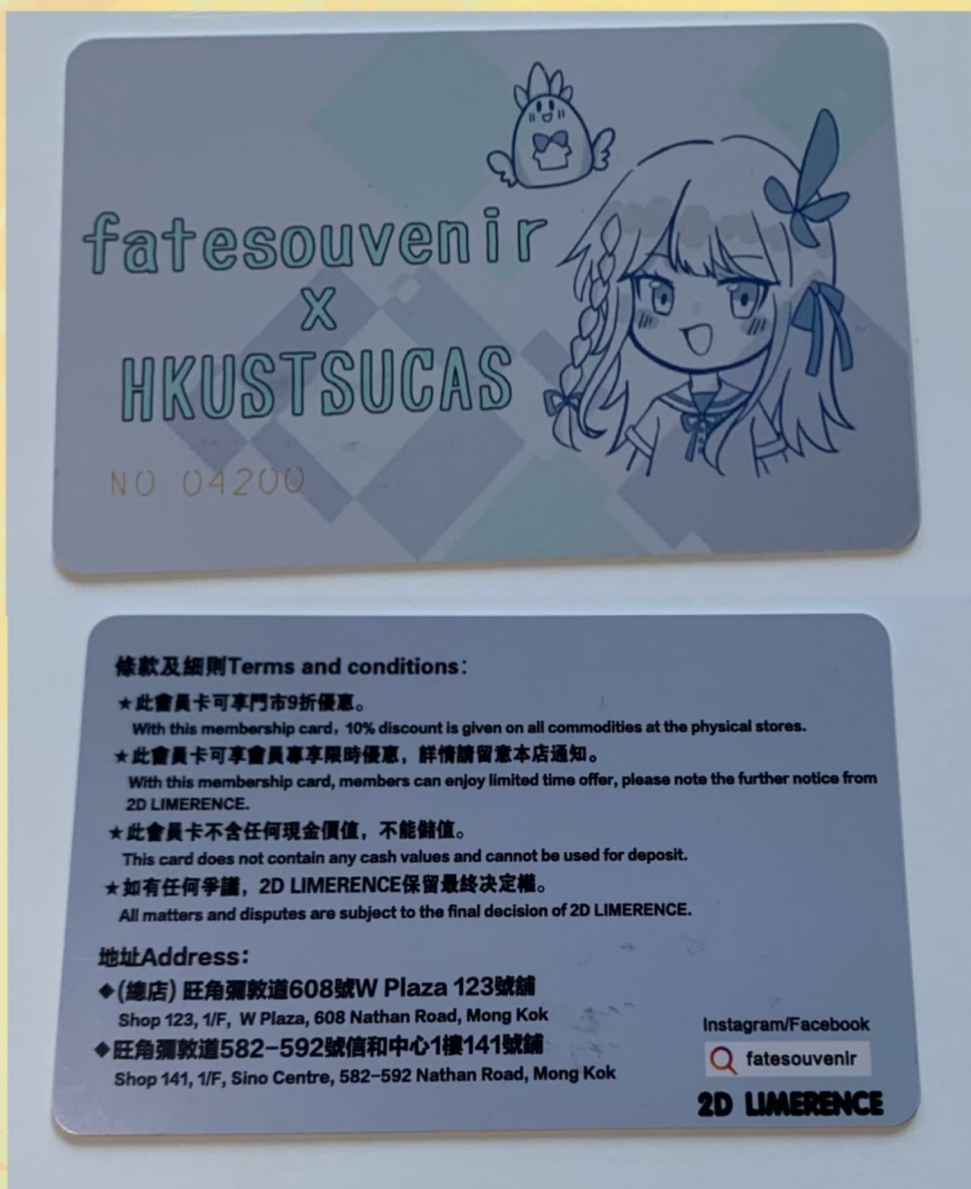 fatesouvenir
x
HKUSTSUCAS
NO 04200
條款及細則Terms and conditions:
★此會員卡可享門市9折優惠。
With this membership card, 10% discount is given on all commodities at the physical stores.
★此會員卡可享會員專享限時優惠，詳情請留意本店通知。
With this membership card, members can enjoy limited time offer, please note the further notice from
2D LIMERENCE.
★此會員卡不含任何現金價值，不能儲值。
This card does not contain any cash values and cannot be used for deposit.
★如有任何爭議，2D LIMERENCE保留最終決定權。
All matters and disputes are subject to the final decision of 2D LIMERENCE.
地址Address:
◆(總店) 旺角彌敦道608號W Plaza 123號舖
Shop 123, 1/F, W Plaza, 608 Nathan Road, Mong Kok
◆旺角彌敦道582-592號信和中心1樓141號舖
Shop 141, 1/F, Sino Centre, 582-592 Nathan Road, Mong Kok
Instagram/Facebook
fatesouvenir
2D LIMERENCE